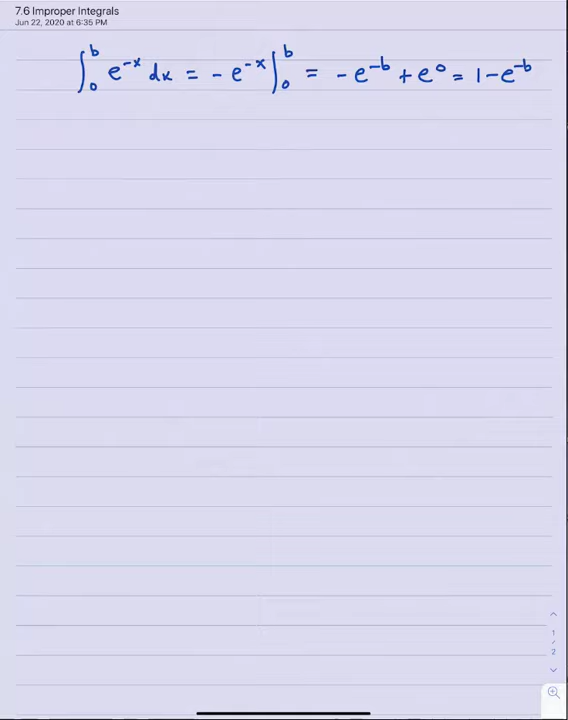 7.6 Improper Integrals
Jun 22, 2020 at 6:35 PM
∫₀ᵇ e⁻ˣ dx = - e⁻ˣ |₀ᵇ = - e⁻ᵇ + e⁰ = 1 - e⁻ᵇ
1
/
2